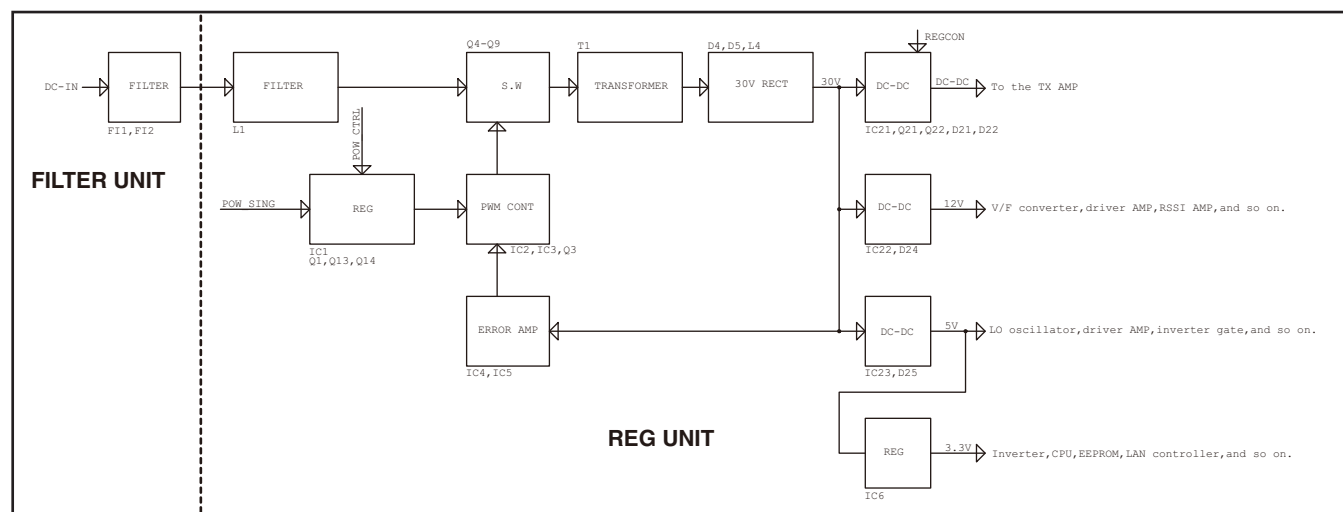 REGCON
Q4-Q9
T1
D4,D5,L4
DC-IN
FILTER
FILTER
S.W
TRANSFORMER
30V RECT
30V
DC-DC
DC-DC
To the TX AMP
FI1,FI2
L1
IC21,Q21,Q22,D21,D22
POW CTRL
FILTER UNIT
POW SING
REG
PWM CONT
DC-DC
12V
V/F converter,driver AMP,RSSI AMP,and so on.
IC1
Q1,Q13,Q14
IC2,IC3,Q3
IC22,D24
ERROR AMP
DC-DC
5V
LO oscillator,driver AMP,inverter gate,and so on.
IC4,IC5
IC23,D25
REG UNIT
REG
3.3V
Inverter,CPU,EEPROM,LAN controller,and so on.
IC6